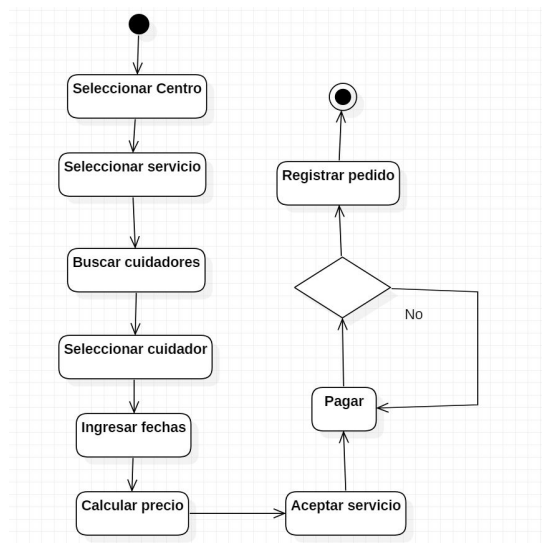 Seleccionar Centro
Seleccionar servicio
Buscar cuidadores
Seleccionar cuidador
Ingresar fechas
Calcular precio
Aceptar servicio
Pagar
No
Registrar pedido